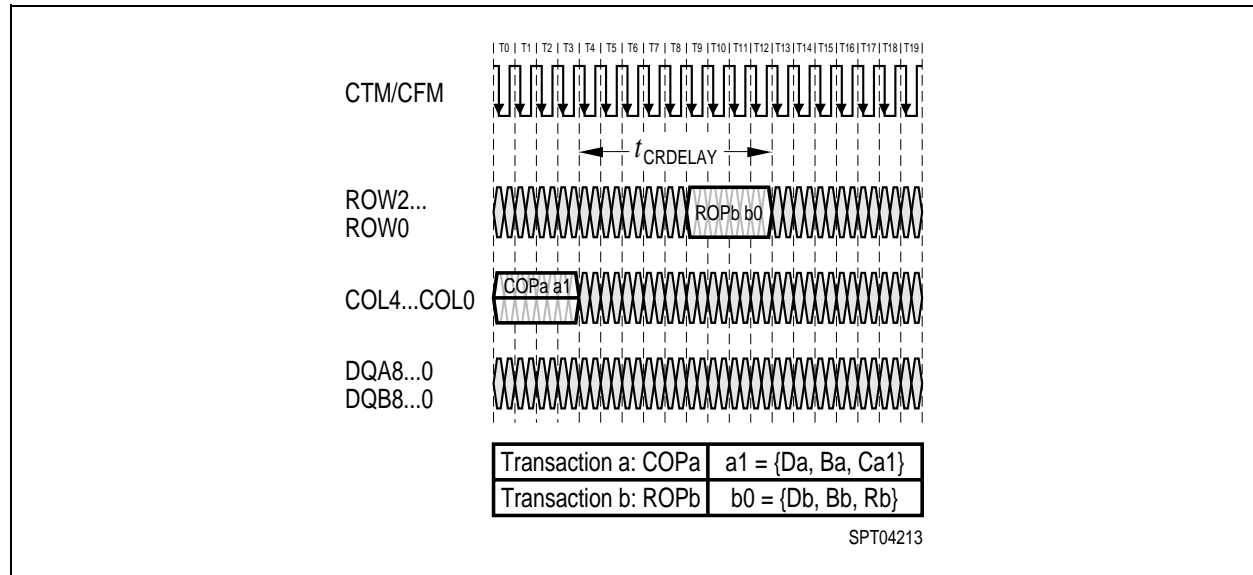 T0 T1 T2 T3 T4 T5 T6 T7 T8 T9 T10 T11 T12 T13 T14 T15 T16 T17 T18 T19
CTM/CFM
tCRDELAY
ROW2...
ROW0
ROPb b0
COL4...COL0
COPa a1
DQA8...0
DQB8...0
Transaction a: COPa a1 = {Da, Ba, Ca1}
Transaction b: ROPb b0 = {Db, Bb, Rb}
SPT04213